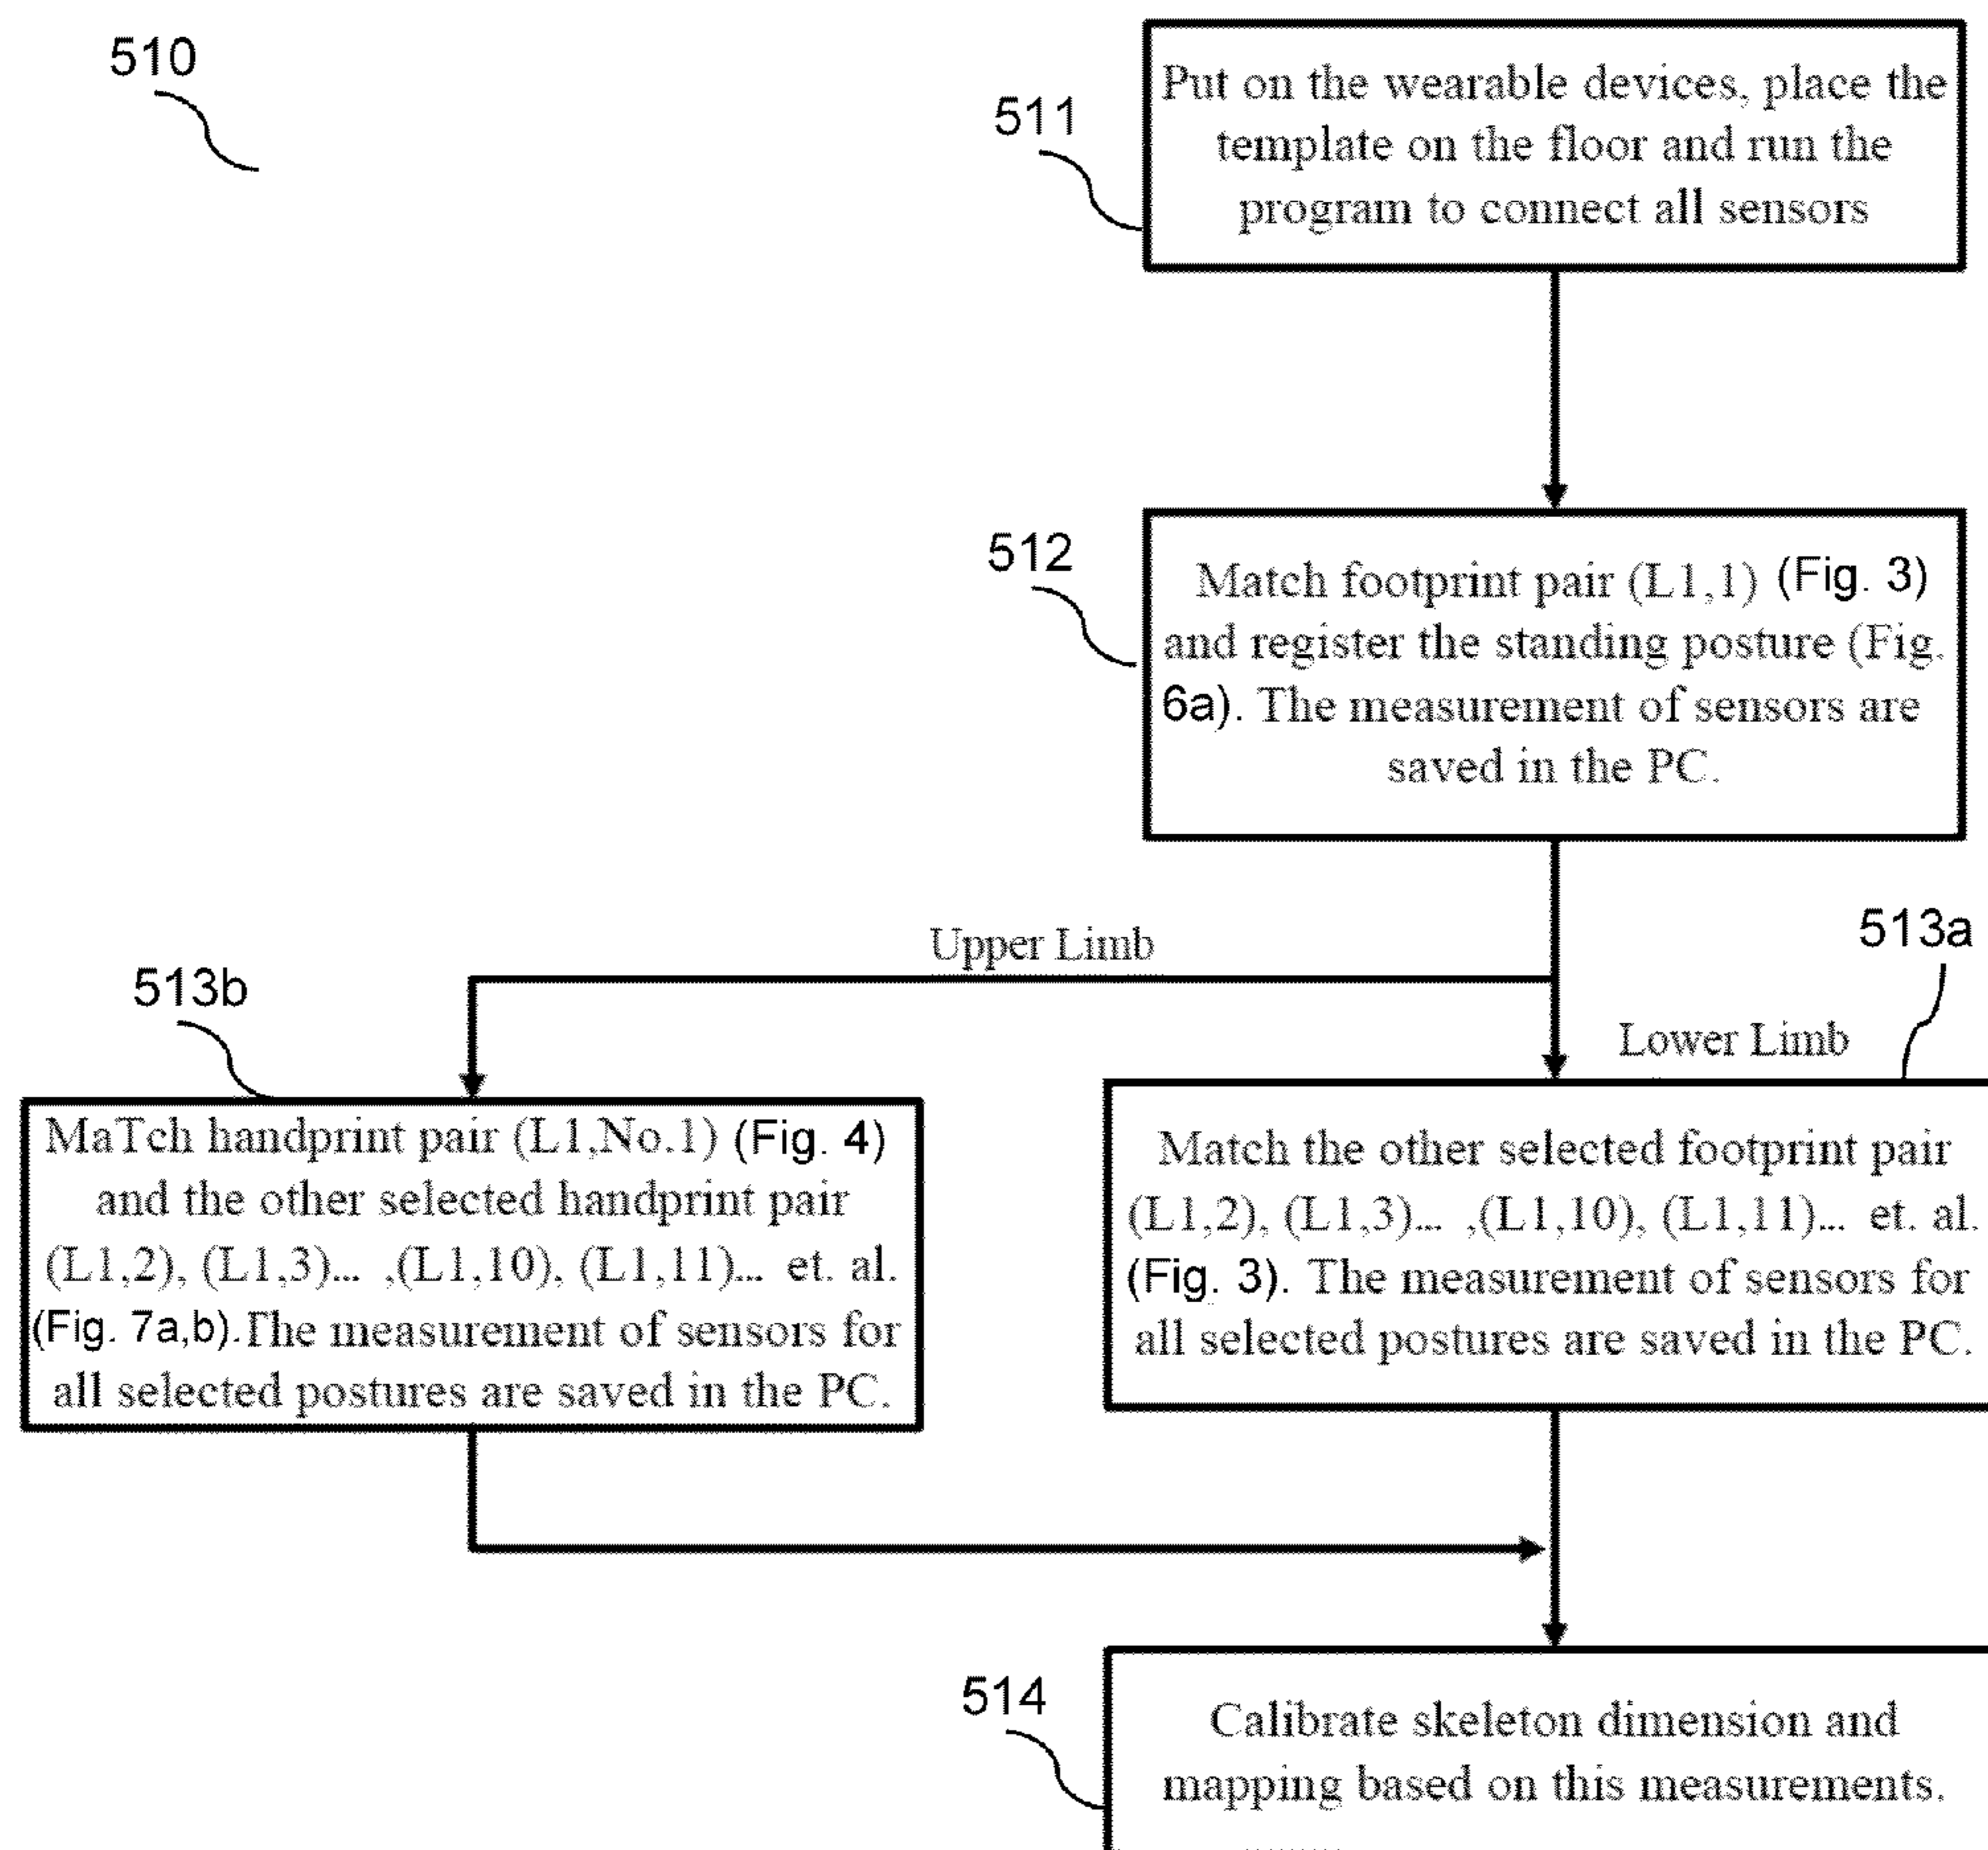 510
511
Put on the wearable devices, place the
template on the floor and run the
program to connect all sensors
512
Match footprint pair (L1,1) (Fig. 3)
and register the standing posture (Fig.
6a). The measurement of sensors are
saved in the PC.
Upper Limb
513a
513b
Lower Limb
MaTch handprint pair (L1,No.1) (Fig. 4)
and the other selected handprint pair
(L1,2), (L1,3)... ,(L1,10), (L1,11)... et. al.
(Fig. 7a,b).The measurement of sensors for
all selected postures are saved in the PC.
Match the other selected footprint pair
(L1,2), (L1,3)... ,(L1,10), (L1,11)... et. al.
(Fig. 3). The measurement of sensors for
all selected postures are saved in the PC.
514
Calibrate skeleton dimension and
mapping based on this measurements.